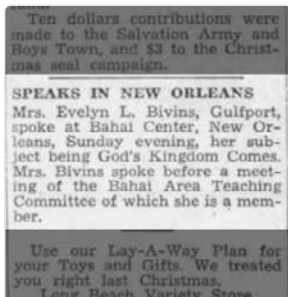 Ten dollars contributions were
made to the Salvation Army and
Boys Town, and $3 to the Christ-
mas seal campaign.
SPEAKS IN NEW ORLEANS
Mrs. Evelyn L. Bivins, Gulfport,
spoke at Bahai Center, New Or-
leans, Sunday evening, her sub-
ject being God's Kingdom Comes.
Mrs. Bivins spoke before a meet-
ing of the Bahai Area Teaching
Committee of which she is a mem-
ber.
Use our Lay-A-Way Plan for
your Toys and Gifts. We treated
you right last Christmas.
Long Beach Variety Store